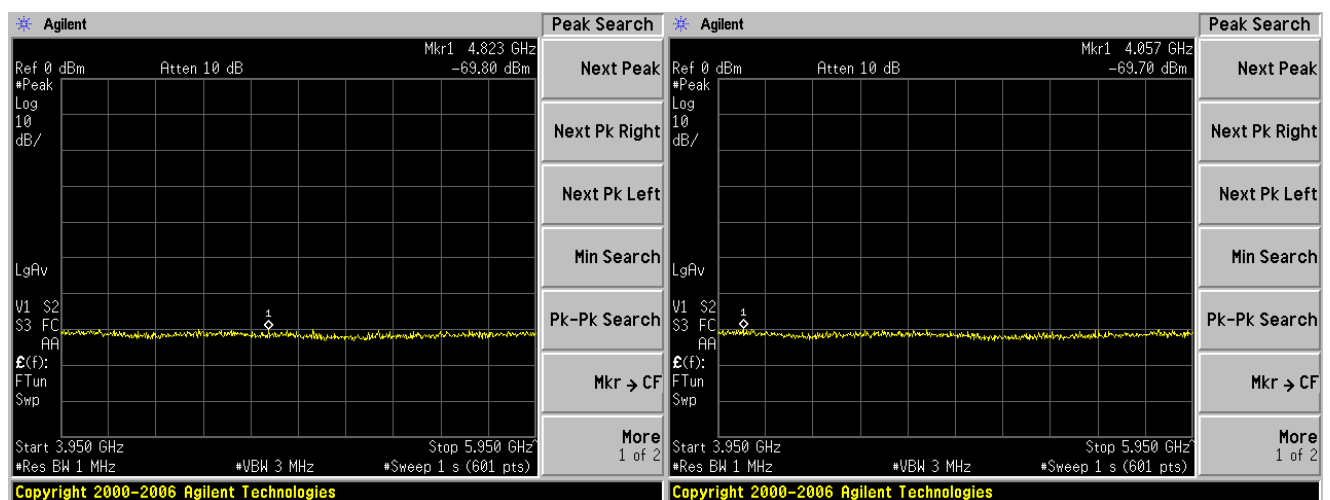 Agilent
Peak Search
Mkr1 4.823 GHz
Ref 0 dBm Atten 10 dB -69.80 dBm
#Peak
Log
10
dB/
LgAv
V1 S2
S3 FC
AA
£(f):
FTun
Swp
1
Start 3.950 GHz Stop 5.950 GHz^
#Res BW 1 MHz #VBW 3 MHz #Sweep 1 s (601 pts)
Copyright 2000-2006 Agilent Technologies
Next Peak
Next Pk Right
Next Pk Left
Min Search
Pk-Pk Search
Mkr → CF
More
1 of 2
Agilent
Peak Search
Mkr1 4.057 GHz
Ref 0 dBm Atten 10 dB -69.70 dBm
#Peak
Log
10
dB/
LgAv
V1 S2
S3 FC
AA
£(f):
FTun
Swp
1
Start 3.950 GHz Stop 5.950 GHz^
#Res BW 1 MHz #VBW 3 MHz #Sweep 1 s (601 pts)
Copyright 2000-2006 Agilent Technologies
Next Peak
Next Pk Right
Next Pk Left
Min Search
Pk-Pk Search
Mkr → CF
More
1 of 2